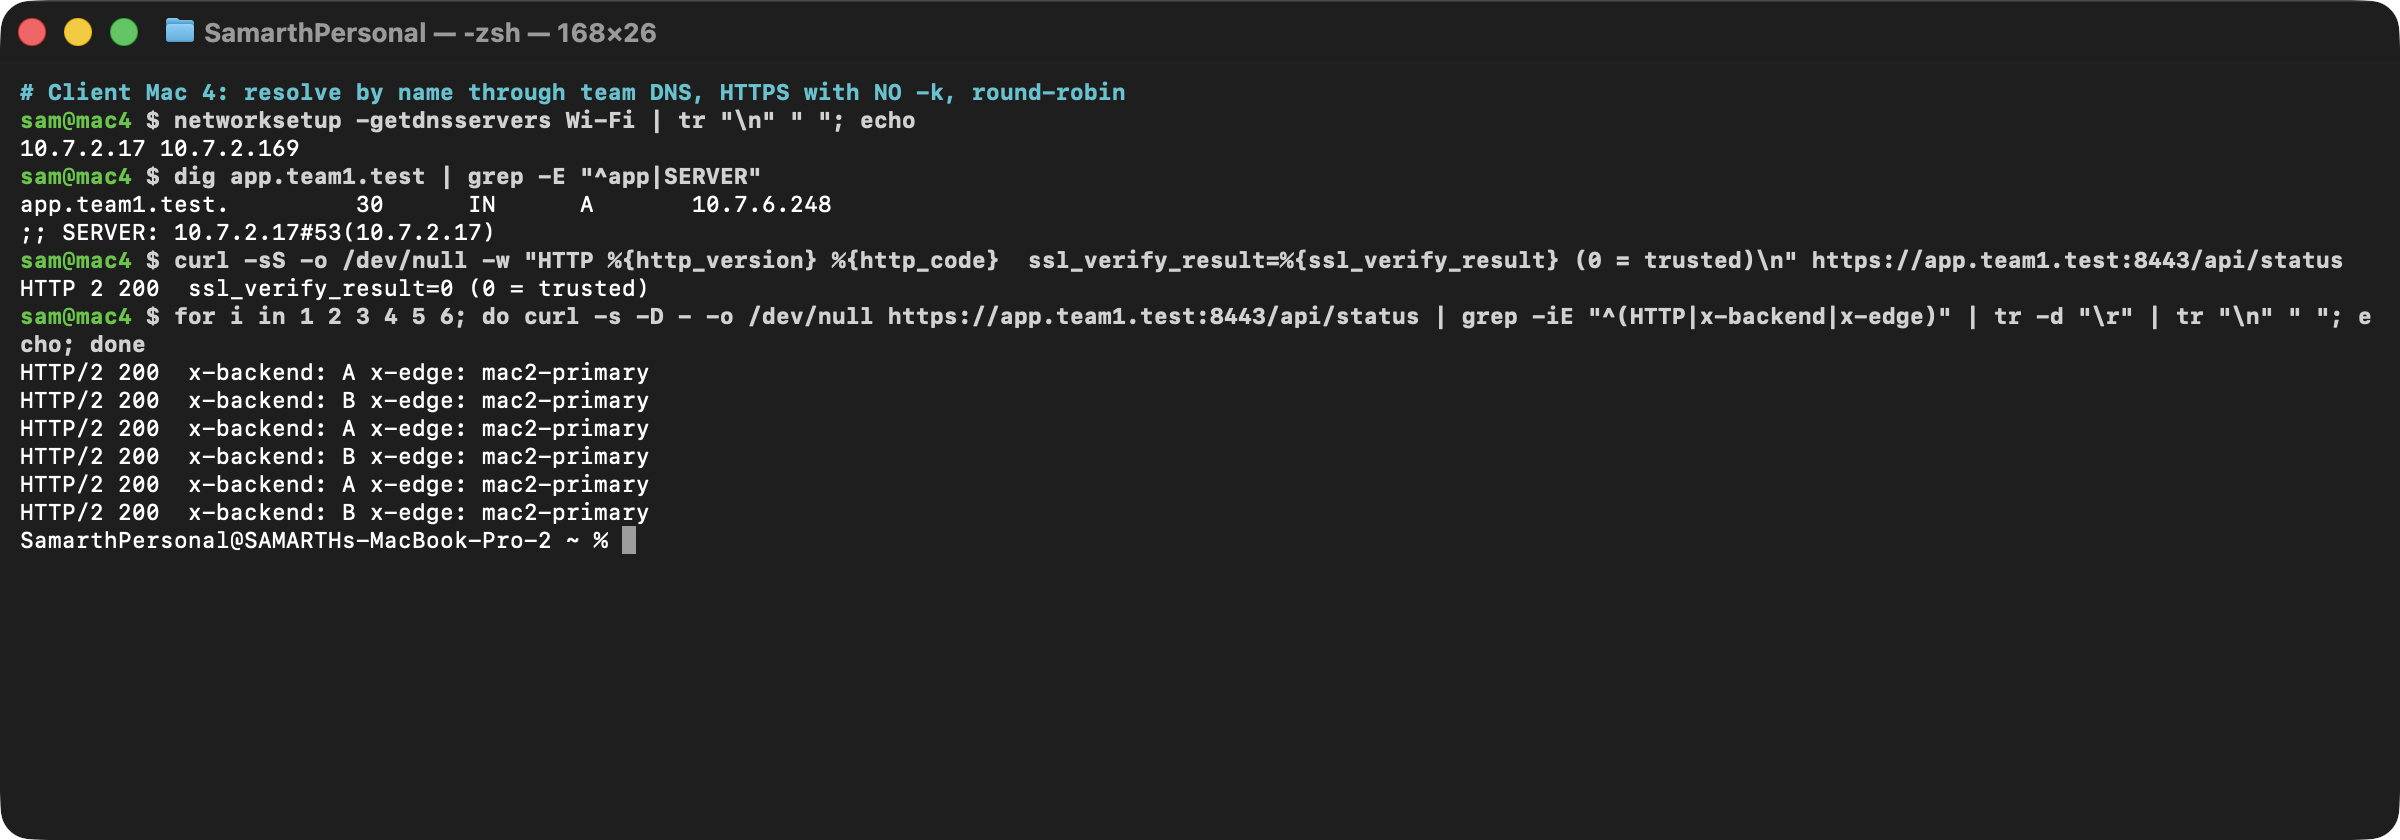 SamarthPersonal — -zsh — 168×26
# Client Mac 4: resolve by name through team DNS, HTTPS with NO -k, round-robin
sam@mac4 $ networksetup -getdnsservers Wi-Fi | tr "\n" " "; echo
10.7.2.17 10.7.2.169
sam@mac4 $ dig app.team1.test | grep -E "^app|SERVER"
app.team1.test.         30      IN      A       10.7.6.248
;; SERVER: 10.7.2.17#53(10.7.2.17)
sam@mac4 $ curl -sS -o /dev/null -w "HTTP %{http_version} %{http_code}  ssl_verify_result=%{ssl_verify_result} (0 = trusted)\n" https://app.team1.test:8443/api/status
HTTP 2 200  ssl_verify_result=0 (0 = trusted)
sam@mac4 $ for i in 1 2 3 4 5 6; do curl -s -D - -o /dev/null https://app.team1.test:8443/api/status | grep -iE "^(HTTP|x-backend|x-edge)" | tr -d "\r" | tr "\n" " "; e
cho; done
HTTP/2 200  x-backend: A x-edge: mac2-primary
HTTP/2 200  x-backend: B x-edge: mac2-primary
HTTP/2 200  x-backend: A x-edge: mac2-primary
HTTP/2 200  x-backend: B x-edge: mac2-primary
HTTP/2 200  x-backend: A x-edge: mac2-primary
HTTP/2 200  x-backend: B x-edge: mac2-primary
SamarthPersonal@SAMARTHs-MacBook-Pro-2 ~ %